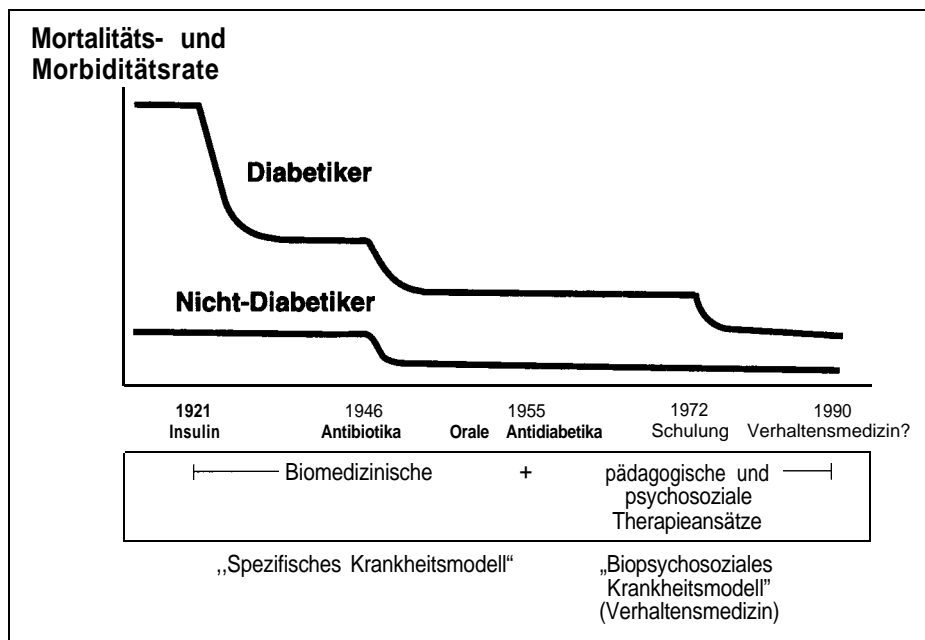 Mortalitäts- und
Morbiditätsrate
Diabetiker
Nicht-Diabetiker
1921 1946 1955 1972 1990
Insulin Antibiotika Orale Antidiabetika Schulung Verhaltensmedizin?
Biomedizinische + pädagogische und
psychosoziale
Therapieansätze
,,Spezifisches Krankheitsmodell“ „Biopsychosoziales
Krankheitsmodell”
(Verhaltensmedizin)